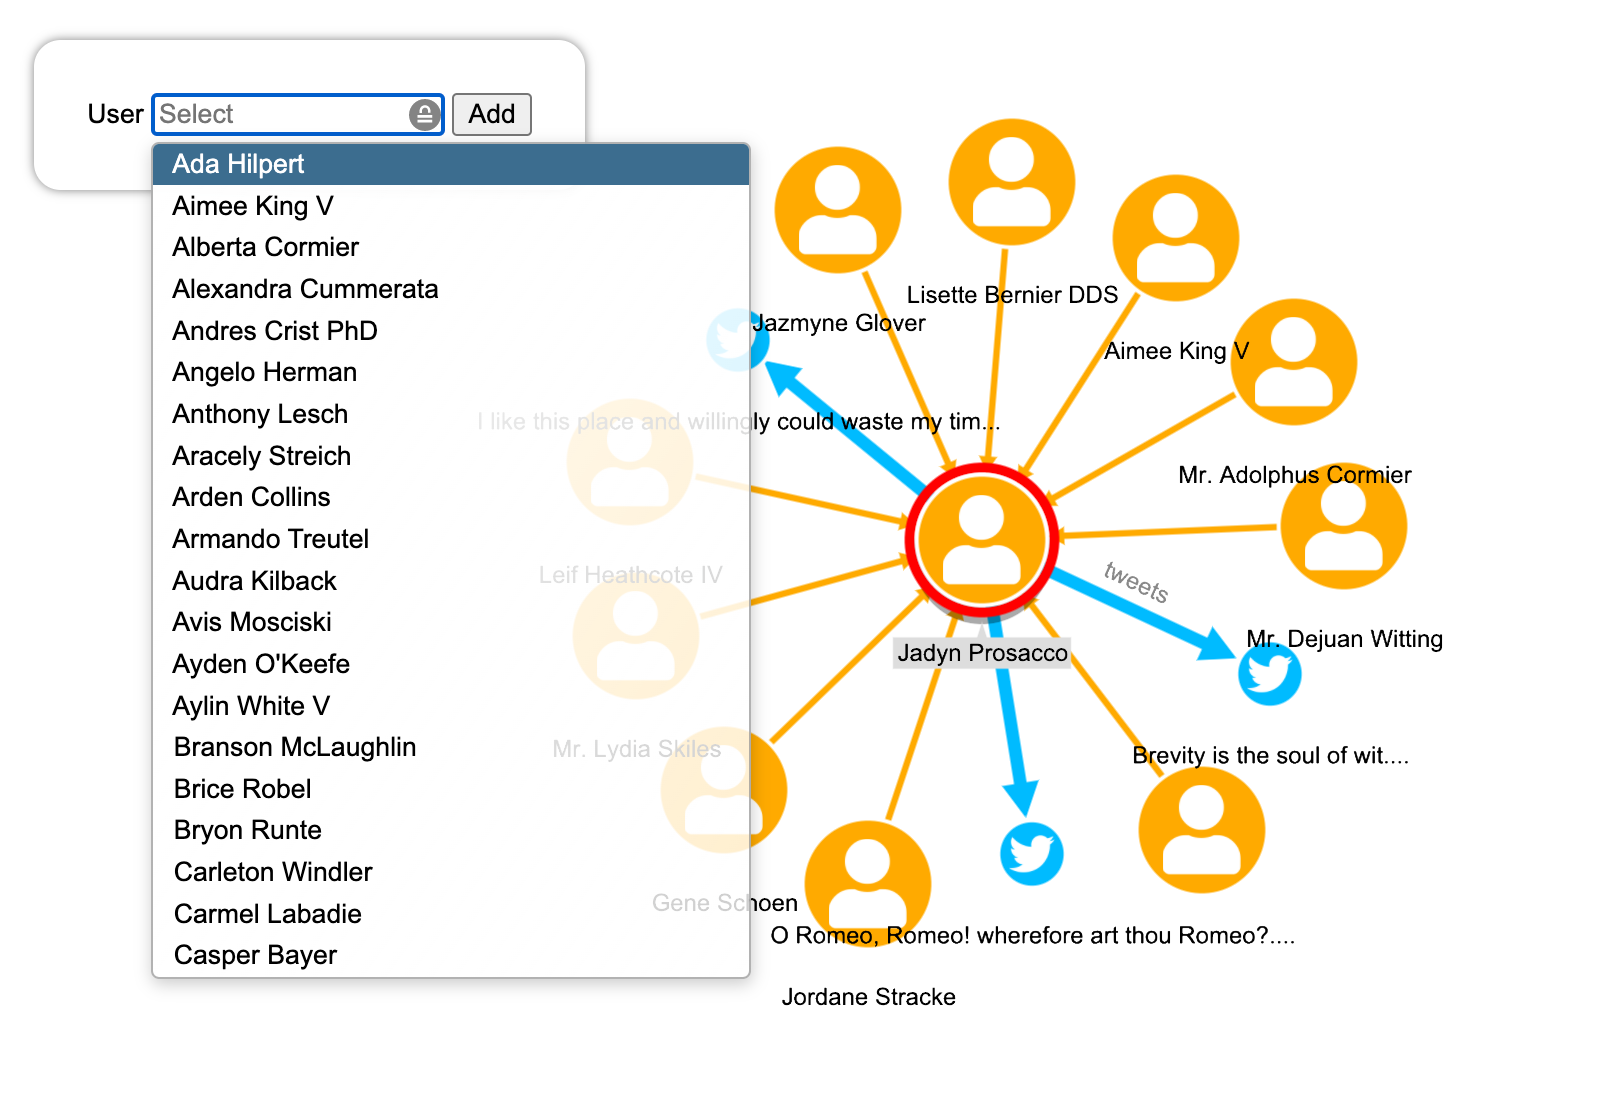 User Select Add
Ada Hilpert
Aimee King V
Alberta Cormier
Alexandra Cummerata
Andres Crist PhD
Angelo Herman
Anthony Lesch
Aracely Streich
Arden Collins
Armando Treutel
Audra Kilback
Avis Mosciski
Ayden O'Keefe
Aylin White V
Branson McLaughlin
Brice Robel
Bryon Runte
Carleton Windler
Carmel Labadie
Casper Bayer
Lisette Bernier DDS
Jazmyne Glover
Aimee King V
I like this place and willingly could waste my tim...
Mr. Adolphus Cormier
Leif Heathcote IV
tweets
Mr. Dejuan Witting
Jadyn Prosacco
Mr. Lydia Skiles
Brevity is the soul of wit....
Gene Schoen
O Romeo, Romeo! wherefore art thou Romeo?....
Jordane Stracke